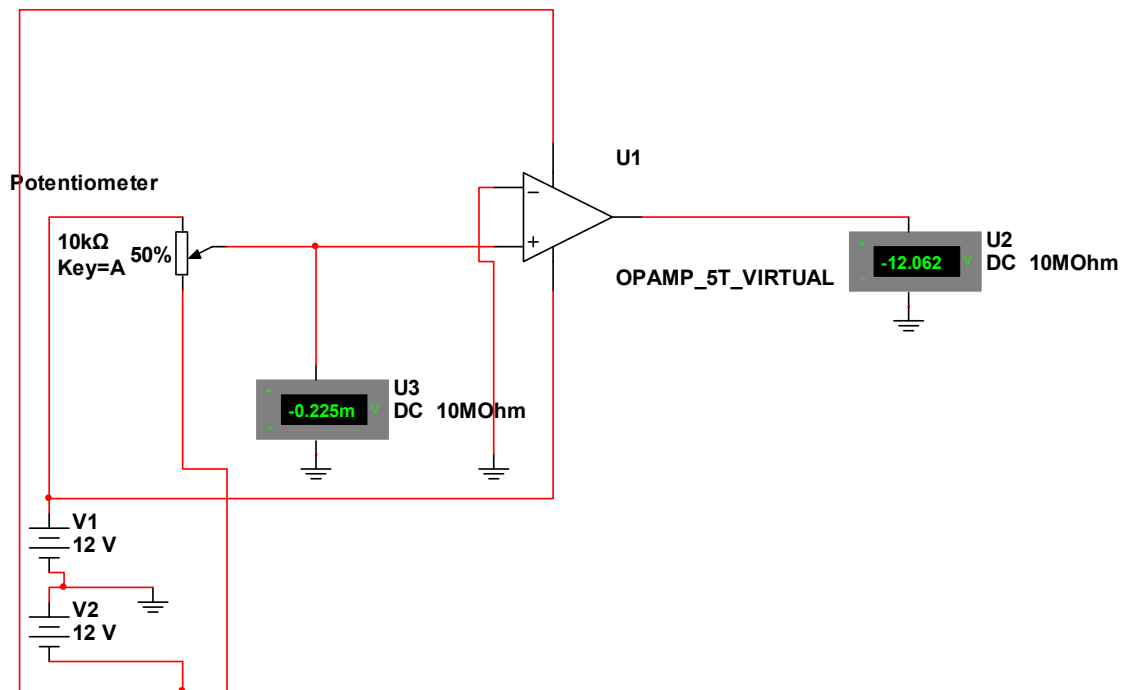 U1
Potentiometer
10kΩ
50%
Key=A
−
+
OPAMP_5T_VIRTUAL
+
-12.062 V
−
U2
DC 10MOhm
+
-0.225m V
−
U3
DC 10MOhm
V1
12 V
V2
12 V